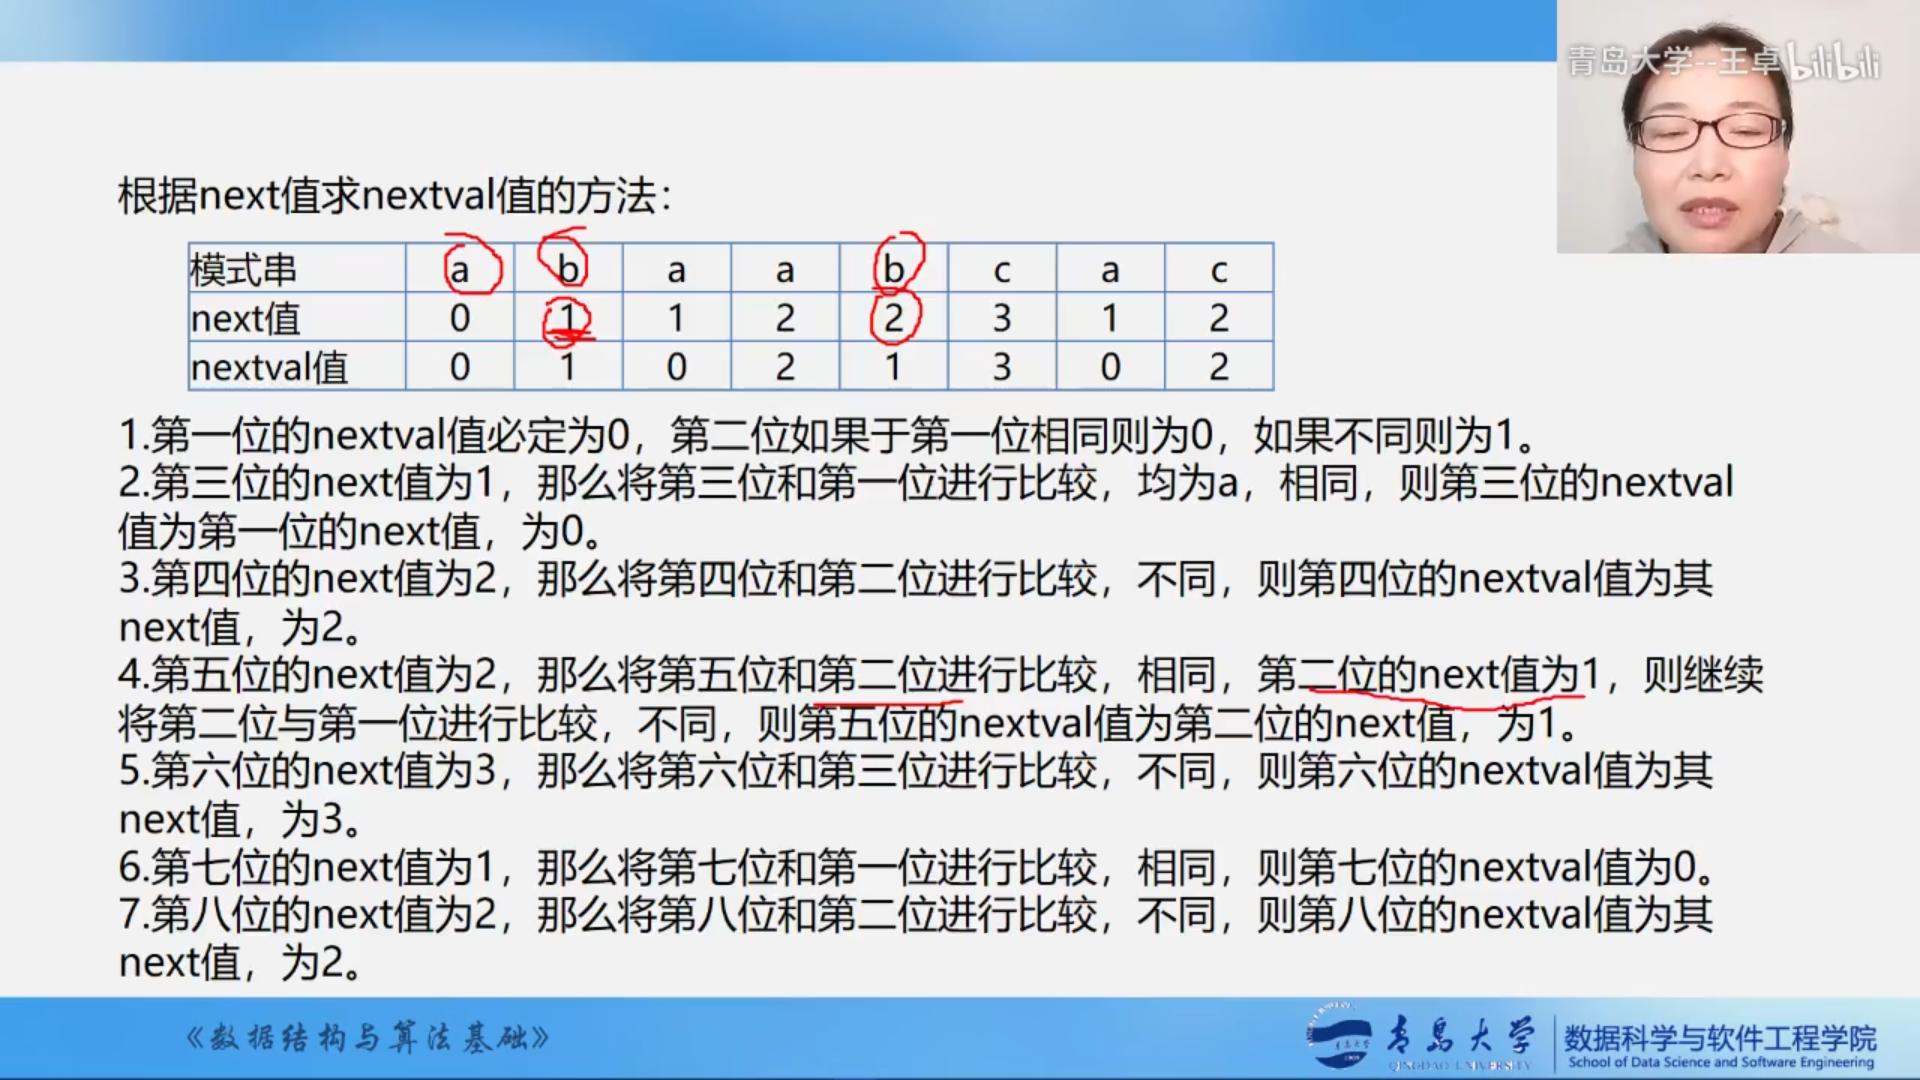 青岛大学--王卓 bilibili
根据next值求nextval值的方法：
模式串 a b a a b c a c
next值 0 1 1 2 2 3 1 2
nextval值 0 1 0 2 1 3 0 2
1.第一位的nextval值必定为0，第二位如果于第一位相同则为0，如果不同则为1。
2.第三位的next值为1，那么将第三位和第一位进行比较，均为a，相同，则第三位的nextval
值为第一位的next值，为0。
3.第四位的next值为2，那么将第四位和第二位进行比较，不同，则第四位的nextval值为其
next值，为2。
4.第五位的next值为2，那么将第五位和第二位进行比较，相同，第二位的next值为1，则继续
将第二位与第一位进行比较，不同，则第五位的nextval值为第二位的next值，为1。
5.第六位的next值为3，那么将第六位和第三位进行比较，不同，则第六位的nextval值为其
next值，为3。
6.第七位的next值为1，那么将第七位和第一位进行比较，相同，则第七位的nextval值为0。
7.第八位的next值为2，那么将第八位和第二位进行比较，不同，则第八位的nextval值为其
next值，为2。
《数据结构与算法基础》
青岛大学
QINGDAO UNIVERSITY
数据科学与软件工程学院
School of Data Science and Software Engineering